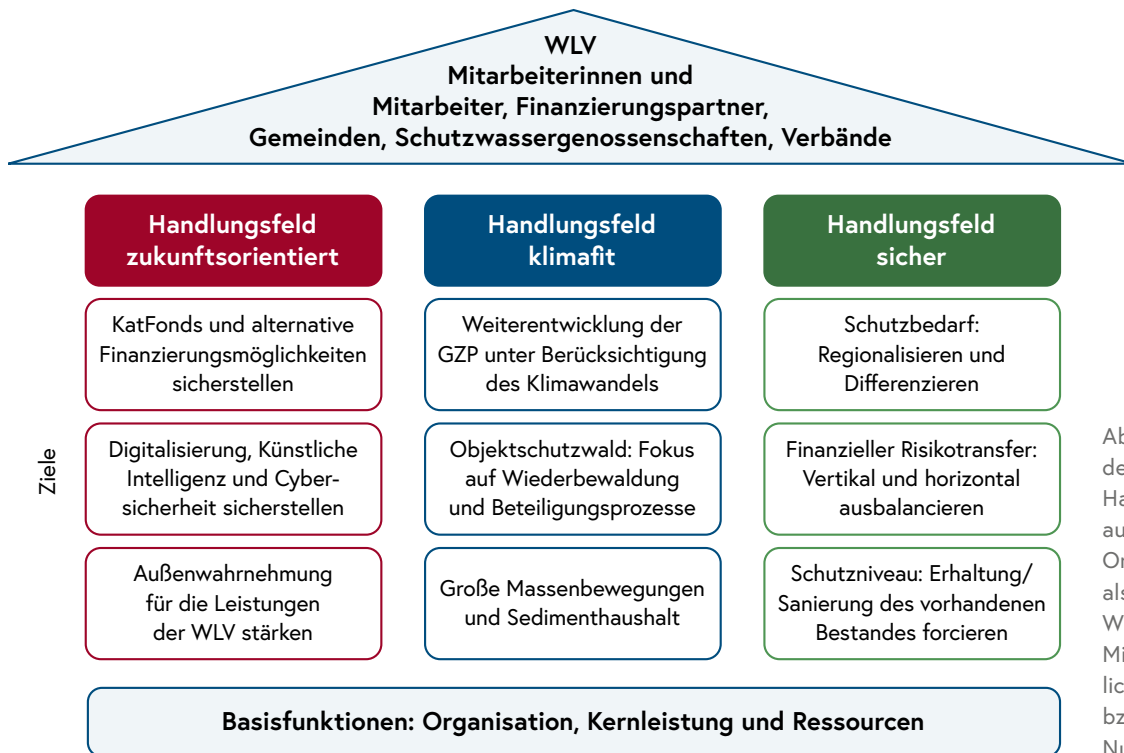 WLV
Mitarbeiterinnen und
Mitarbeiter, Finanzierungspartner,
Gemeinden, Schutzwassergenossenschaften, Verbände
Handlungsfeld
zukunftsorientiert
KatFonds und alternative
Finanzierungsmöglichkeiten
sicherstellen
Digitalisierung, Künstliche
Intelligenz und Cyber-
sicherheit sicherstellen
Außenwahrnehmung
für die Leistungen
der WLV stärken
Handlungsfeld
klimafit
Weiterentwicklung der
GZP unter Berücksichtigung
des Klimawandels
Objektschutzwald: Fokus
auf Wiederbewaldung
und Beteiligungsprozesse
Große Massenbewegungen
und Sedimenthaushalt
Handlungsfeld
sicher
Schutzbedarf:
Regionalisieren und
Differenzieren
Finanzieller Risikotransfer:
Vertikal und horizontal
ausbalancieren
Schutzniveau: Erhaltung/
Sanierung des vorhandenen
Bestandes forcieren
Ziele
Basisfunktionen: Organisation, Kernleistung und Ressourcen